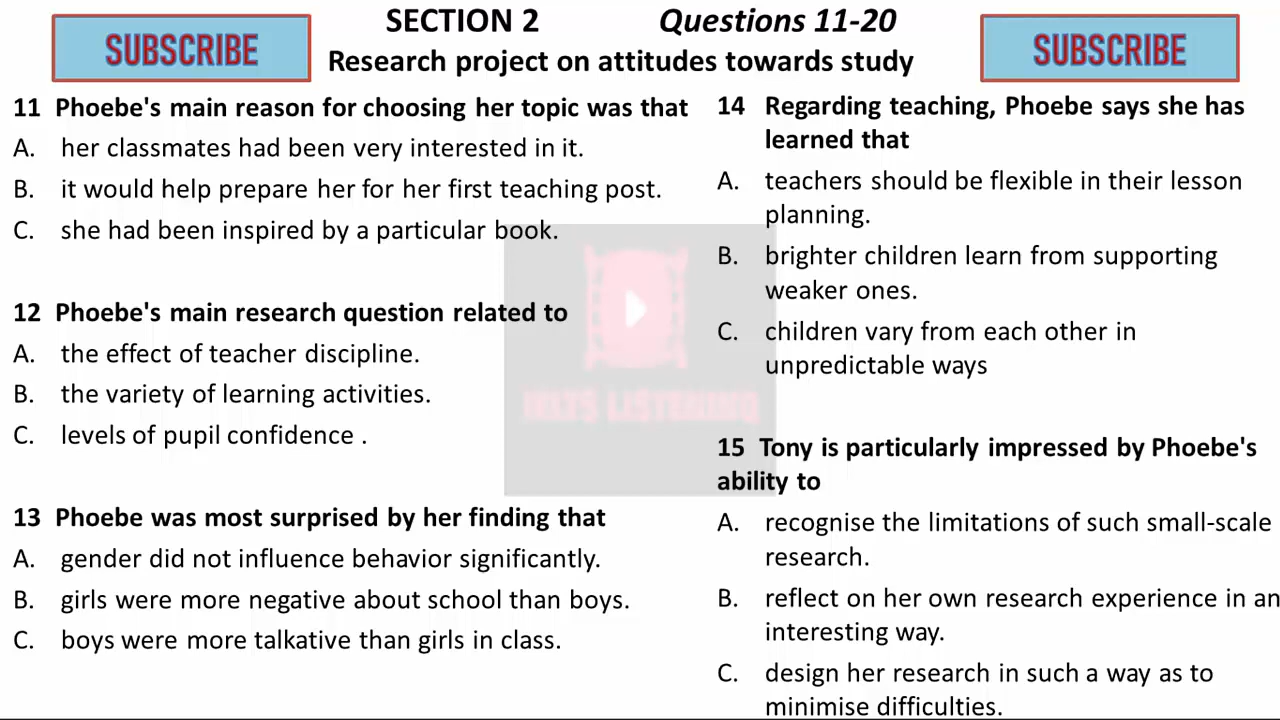 SUBSCRIBE
SECTION 2 Questions 11-20
Research project on attitudes towards study
SUBSCRIBE
11 Phoebe's main reason for choosing her topic was that
A. her classmates had been very interested in it.
B. it would help prepare her for her first teaching post.
C. she had been inspired by a particular book.
12 Phoebe's main research question related to
A. the effect of teacher discipline.
B. the variety of learning activities.
C. levels of pupil confidence .
13 Phoebe was most surprised by her finding that
A. gender did not influence behavior significantly.
B. girls were more negative about school than boys.
C. boys were more talkative than girls in class.
14 Regarding teaching, Phoebe says she has
learned that
A. teachers should be flexible in their lesson
planning.
B. brighter children learn from supporting
weaker ones.
C. children vary from each other in
unpredictable ways
15 Tony is particularly impressed by Phoebe's
ability to
A. recognise the limitations of such small-scale
research.
B. reflect on her own research experience in an
interesting way.
C. design her research in such a way as to
minimise difficulties.
IELTS LISTENING